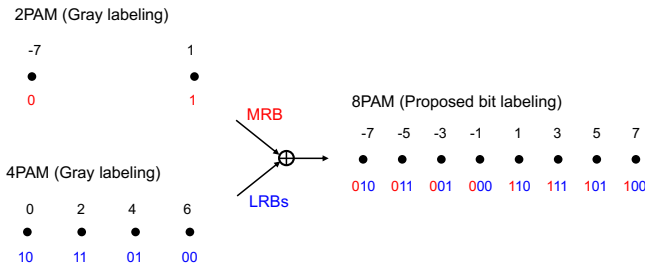 2PAM (Gray labeling)
-7 1
0 1
MRB
8PAM (Proposed bit labeling)
-7 -5 -3 -1 1 3 5 7
010 011 001 000 110 111 101 100
4PAM (Gray labeling)
0 2 4 6
10 11 01 00
LRBs